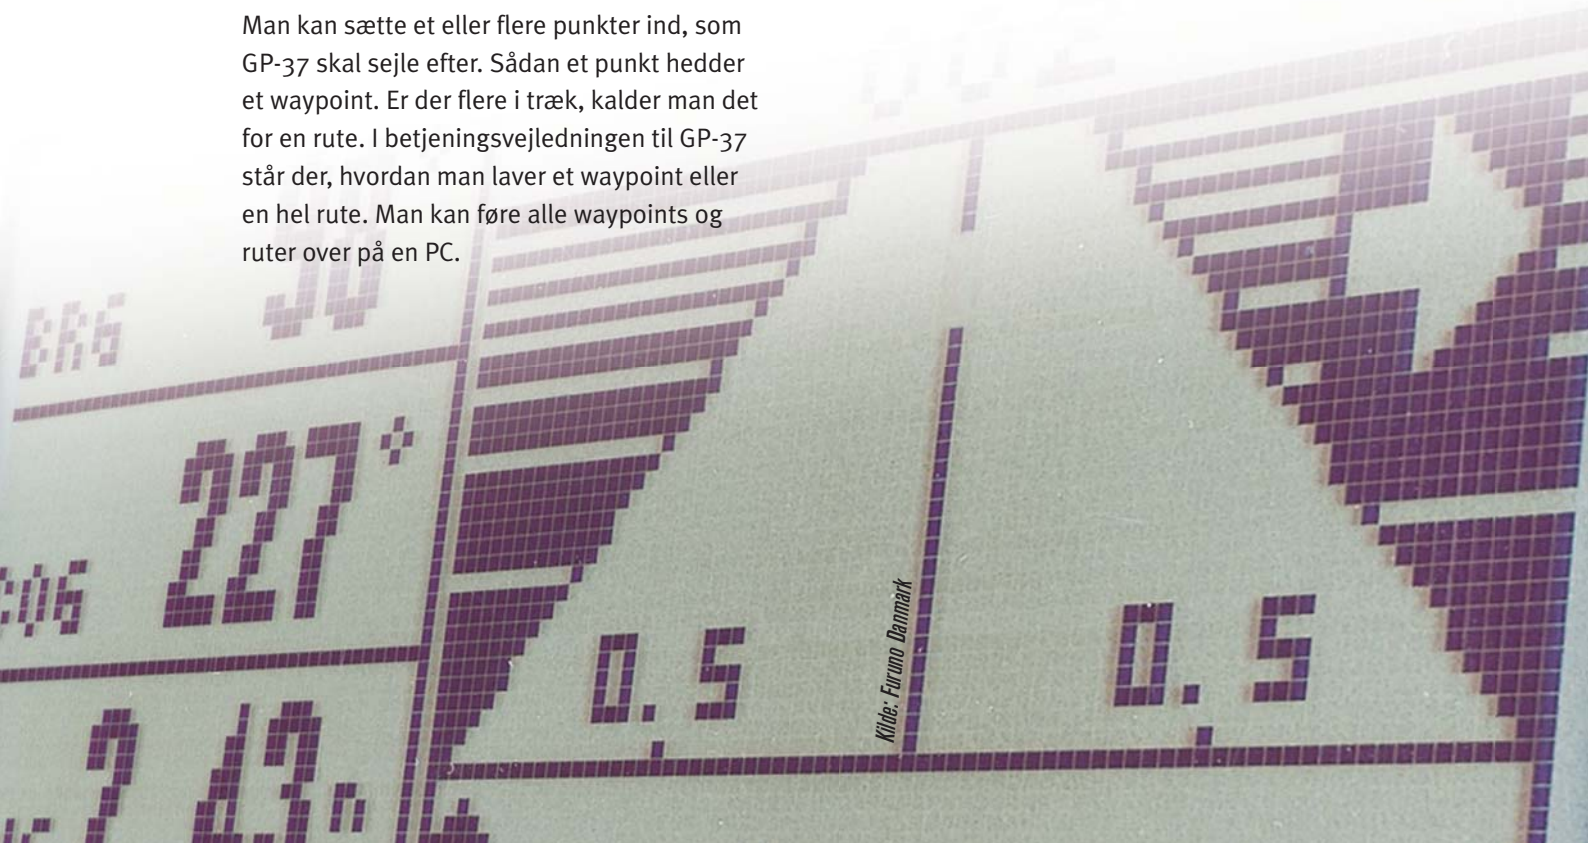 Man kan sætte et eller flere punkter ind, som
GP-37 skal sejle efter. Sådan et punkt hedder
et waypoint. Er der flere i træk, kalder man det
for en rute. I betjeningsvejledningen til GP-37
står der, hvordan man laver et waypoint eller
en hel rute. Man kan føre alle waypoints og
ruter over på en PC.
BRG
227°
COG
0.5
0.5
Kilde: Furuno Danmark